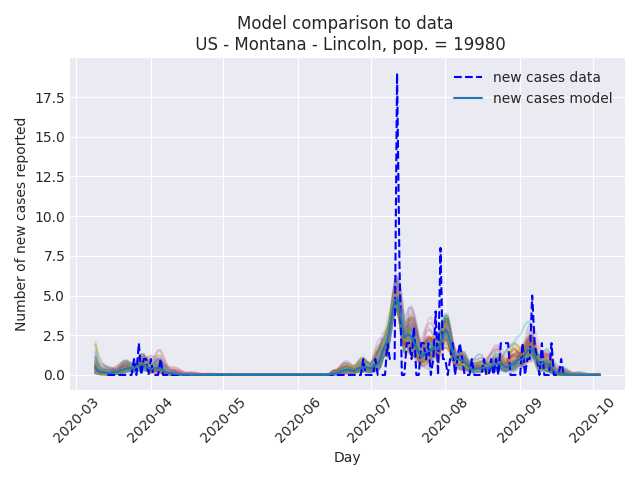 Model comparison to data
US - Montana - Lincoln, pop. = 19980
new cases data
new cases model
Number of new cases reported
17.5
15.0
12.5
10.0
7.5
5.0
2.5
0.0
2020-03
2020-04
2020-05
2020-06
2020-07
2020-08
2020-09
2020-10
Day